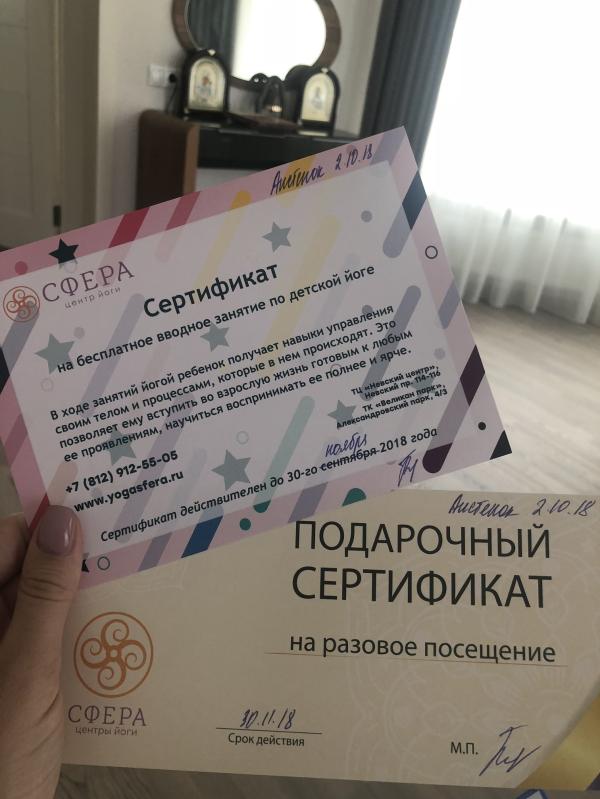 Аистенок 2.10.18
СФЕРА
центр йоги
Сертификат
на бесплатное вводное занятие по детской йоге
В ходе занятий йогой ребенок получает навыки управления
своим телом и процессами, которые в нем происходят. Это
позволяет ему вступить во взрослую жизнь готовым к любым
ее проявлениям, научиться воспринимать ее полнее и ярче.
ТЦ «Невский центр»,
Невский пр. 114-116
ТК «Великан парк»,
Александровский парк, 4/3
+7 (812) 912-55-05
www.yogasfera.ru
ноября
Сертификат действителен до 30-го сентября 2018 года
Аистенок 2.10.18
ПОДАРОЧНЫЙ
СЕРТИФИКАТ
на разовое посещение
СФЕРА
центры йоги
30.11.18
Срок действия
М.П.